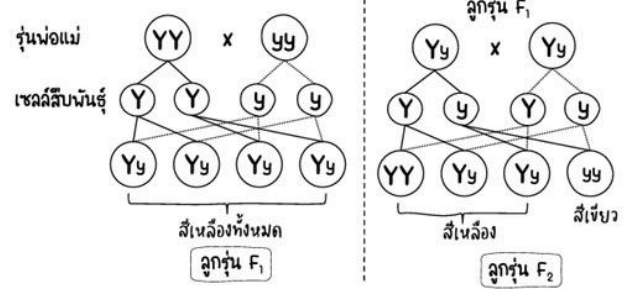 รุ่นพ่อแม่ YY x yy
เซลล์สืบพันธุ์ Y Y y y
Yy Yy Yy Yy
สีเหลืองทั้งหมด
ลูกรุ่น F₁
ลูกรุ่น F₁
Yy x Yy
Y y Y y
YY Yy Yy yy
สีเหลือง สีเขียว
ลูกรุ่น F₂